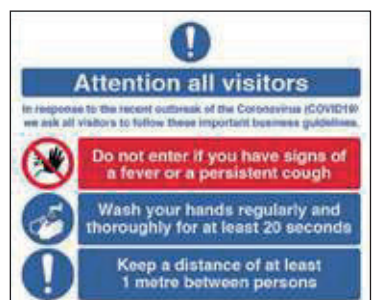 Attention all visitors
In response to the recent outbreak of the Coronavirus (COVID19)
we ask all visitors to follow these important business guidelines.
Do not enter if you have signs of
a fever or a persistent cough
Wash your hands regularly and
thoroughly for at least 20 seconds
Keep a distance of at least
1 metre between persons